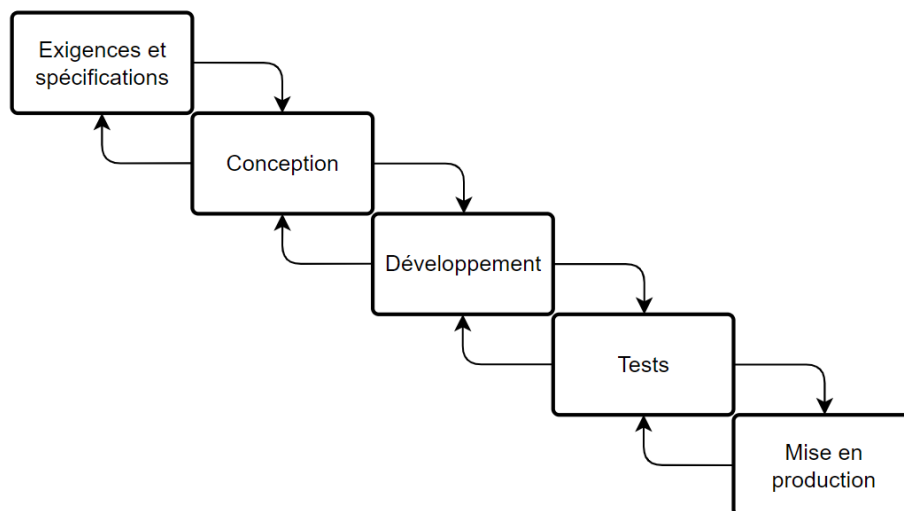 Exigences et
spécifications
Conception
Développement
Tests
Mise en
production